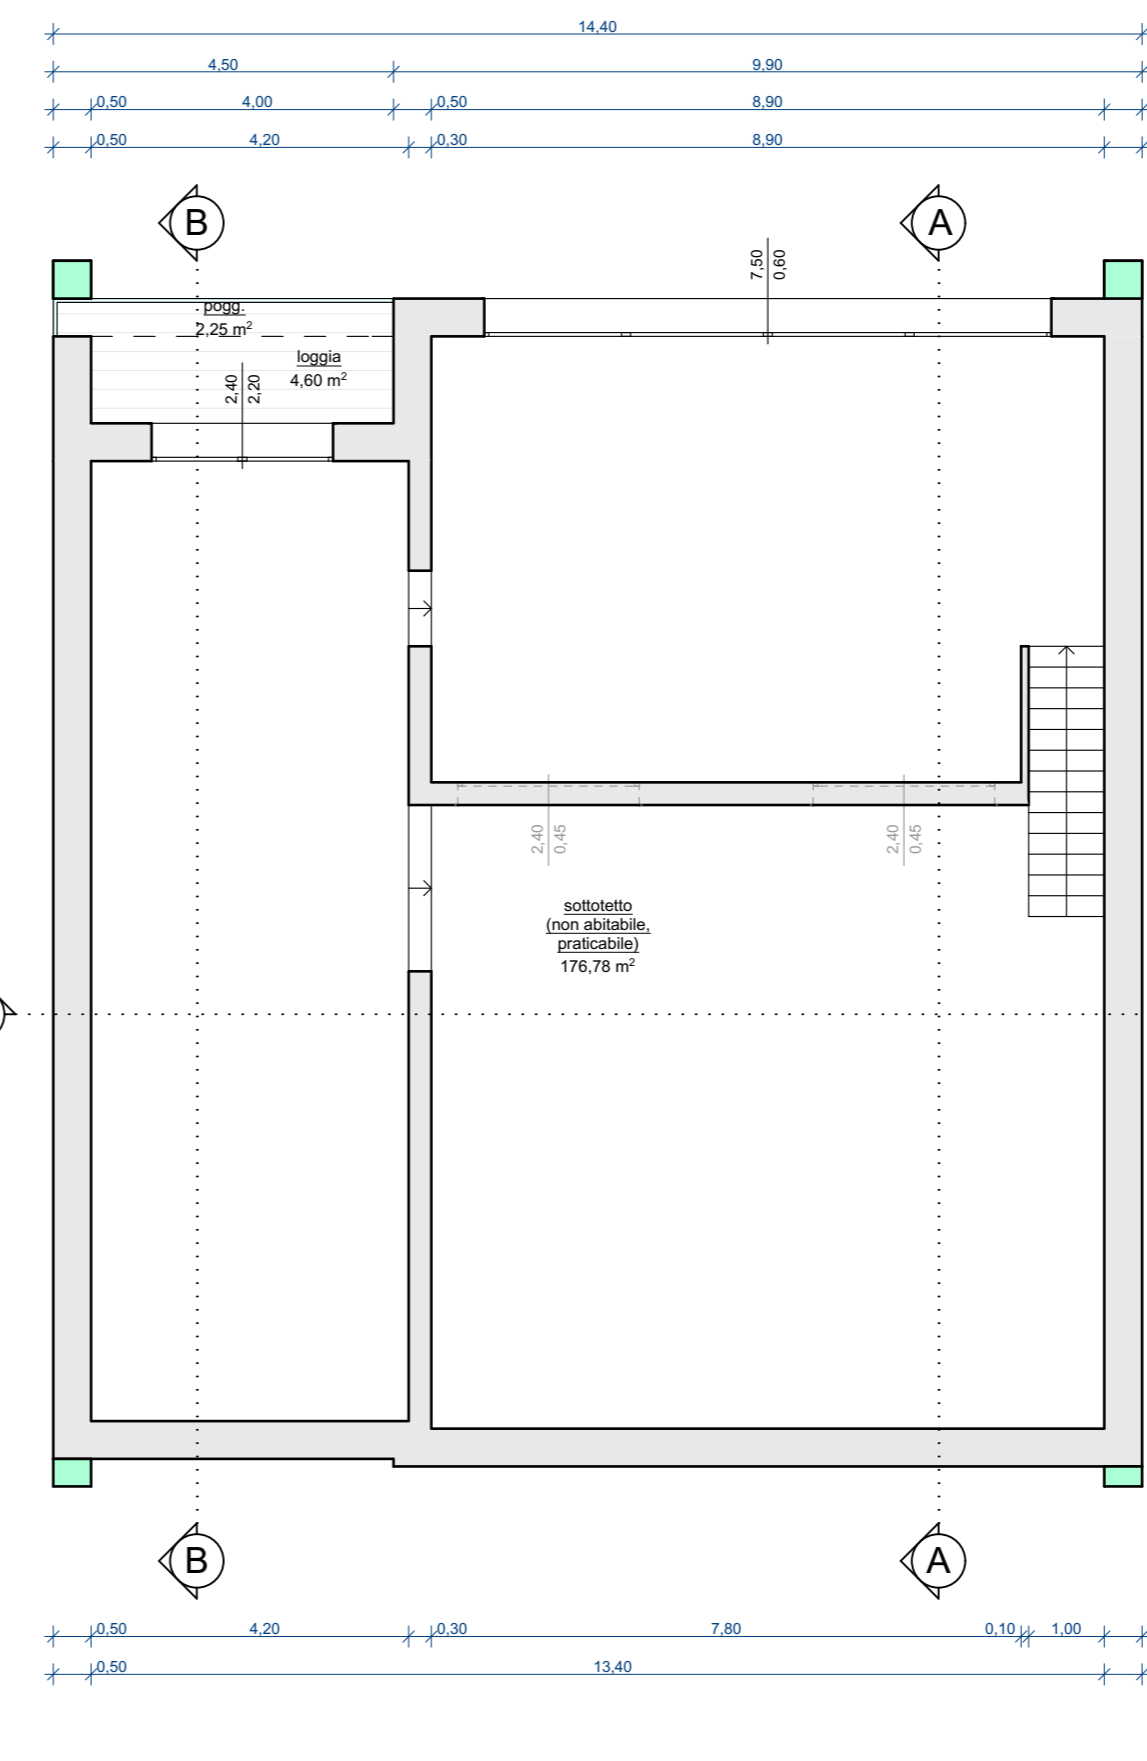 14,40
4,50 9,90
0,50 4,00 0,50 8,90
0,50 4,20 0,30 8,90
B A
7,50
0,60
pogg.
2,25 m²
loggia
4,60 m²
2,40
2,20
2,40
0,45
2,40
0,45
sottotetto
(non abitabile,
praticabile)
176,78 m²
B A
0,50 4,20 0,30 7,80 0,10 1,00
0,50 13,40